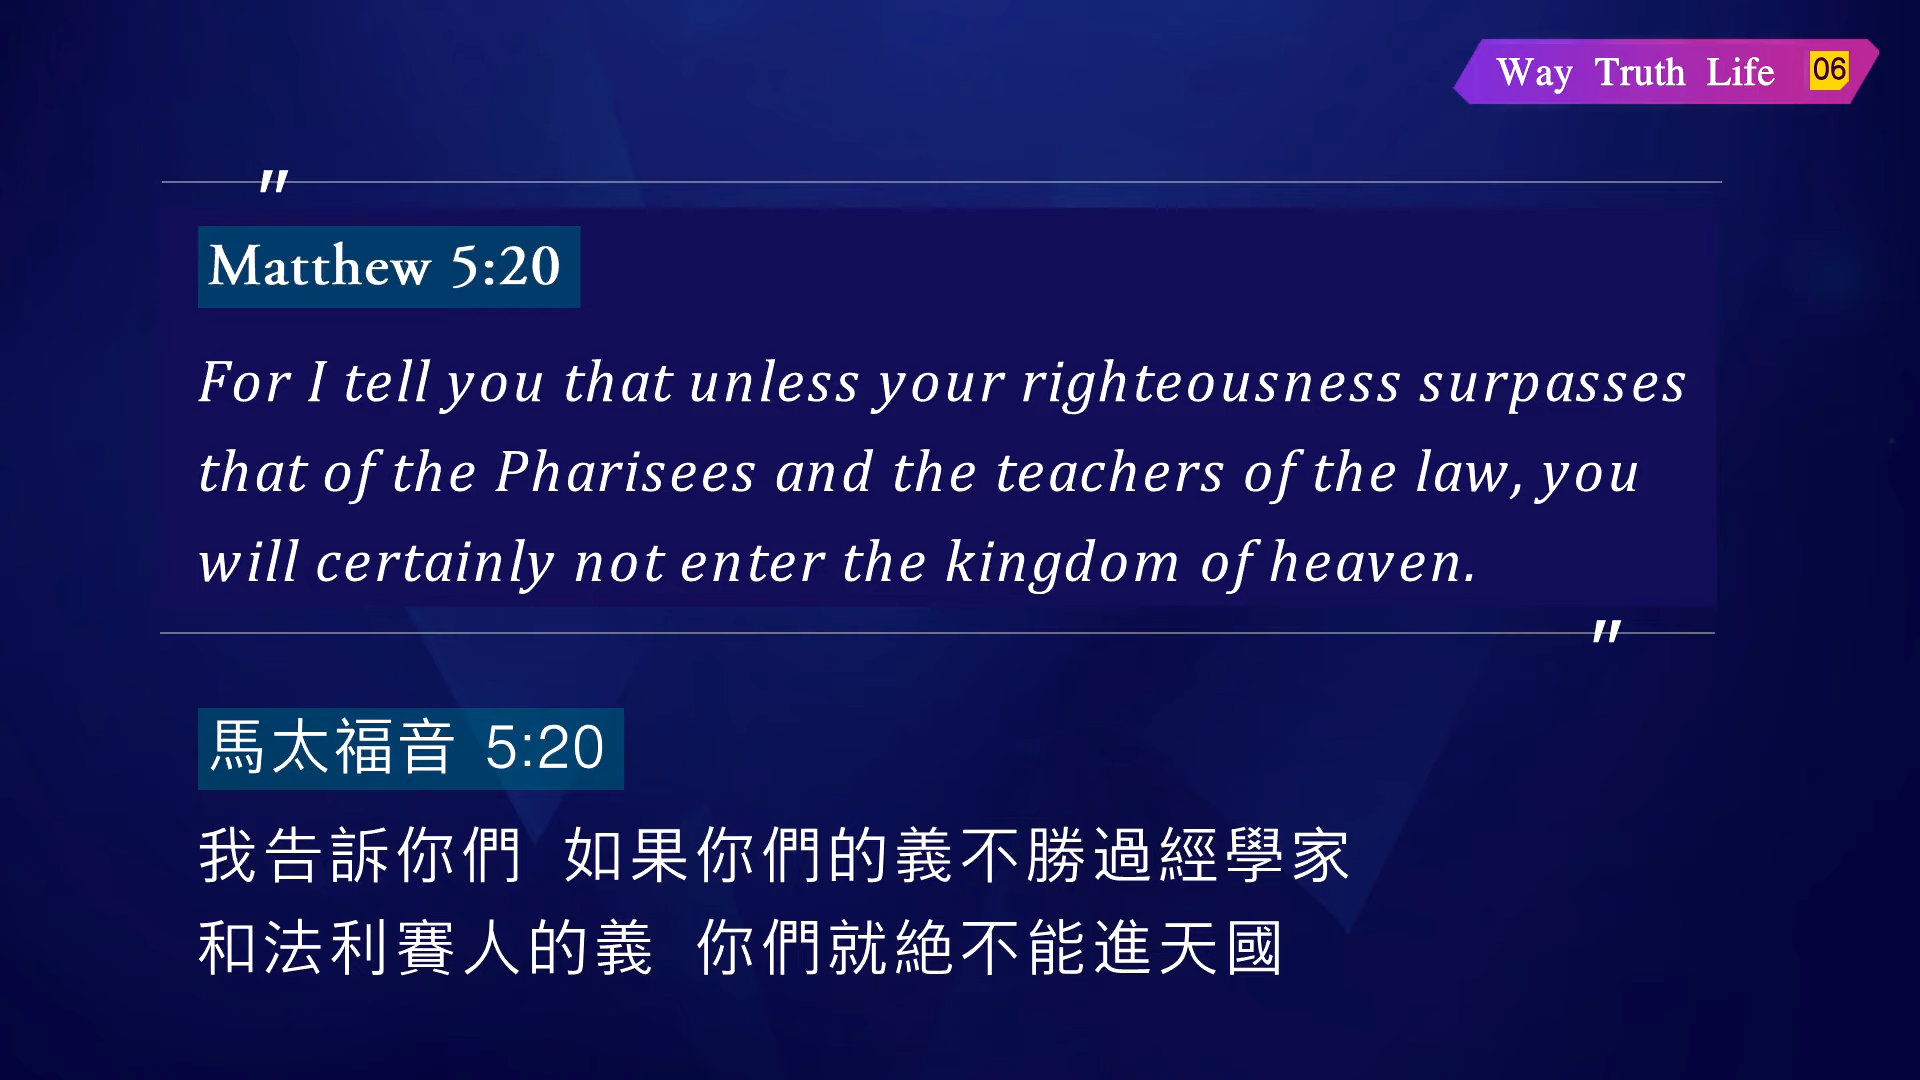 Way Truth Life 06
"
Matthew 5:20
For I tell you that unless your righteousness surpasses
that of the Pharisees and the teachers of the law, you
will certainly not enter the kingdom of heaven.
"
馬太福音 5:20
我告訴你們 如果你們的義不勝過經學家
和法利賽人的義 你們就絕不能進天國